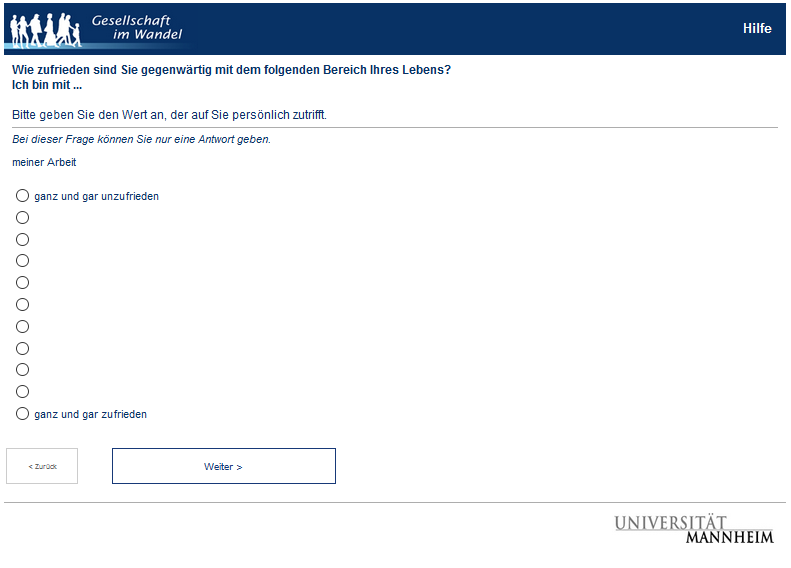 Gesellschaft
im Wandel
Hilfe
Wie zufrieden sind Sie gegenwärtig mit dem folgenden Bereich Ihres Lebens?
Ich bin mit ...
Bitte geben Sie den Wert an, der auf Sie persönlich zutrifft.
Bei dieser Frage können Sie nur eine Antwort geben.
meiner Arbeit
ganz und gar unzufrieden
ganz und gar zufrieden
< Zurück
Weiter >
UNIVERSITÄT
MANNHEIM